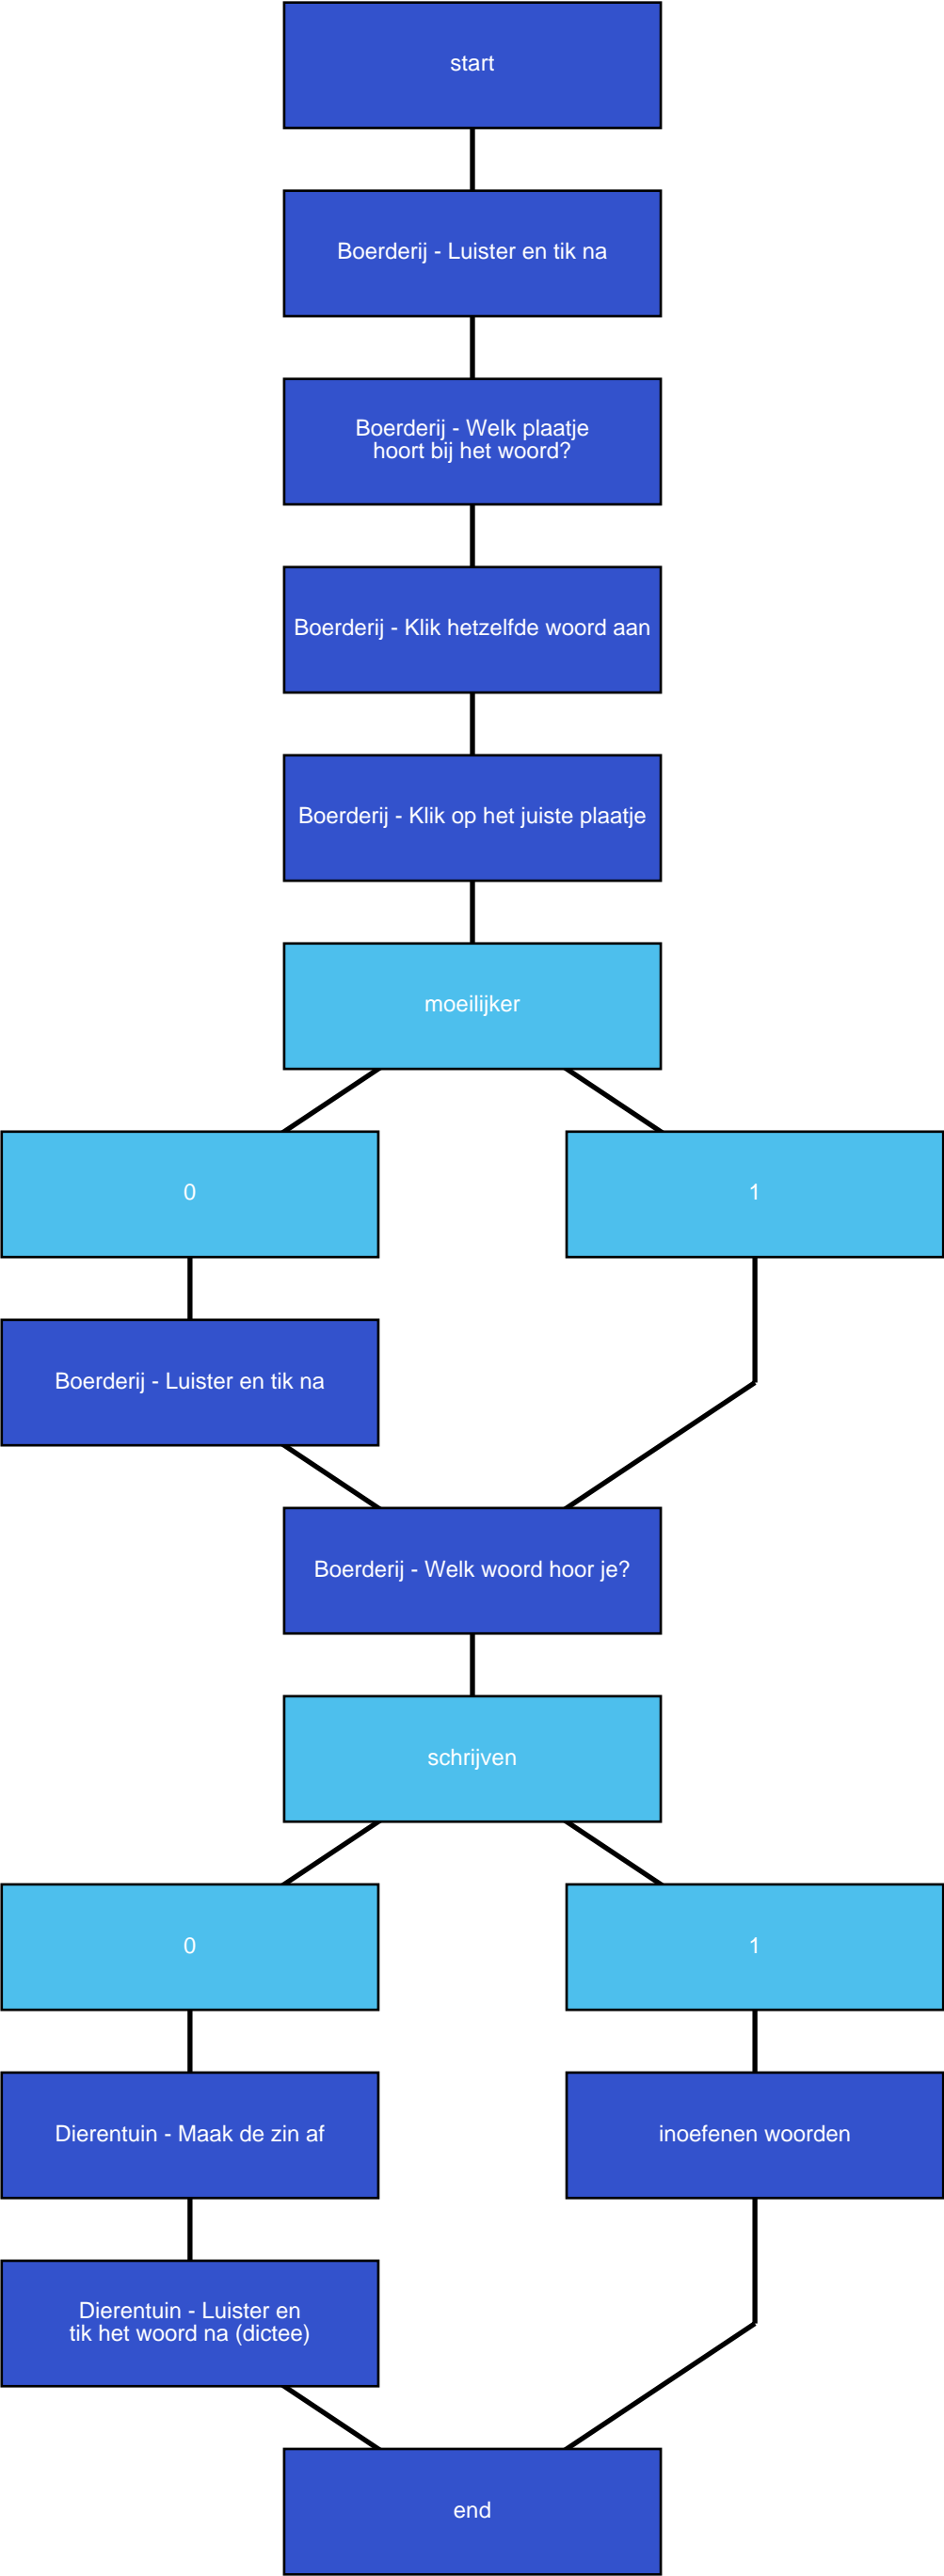 start
Boerderij - Luister en tik na
Boerderij - Welk plaatje
hoort bij het woord?
Boerderij - Klik hetzelfde woord aan
Boerderij - Klik op het juiste plaatje
moeilijker
0
1
Boerderij - Luister en tik na
Boerderij - Welk woord hoor je?
schrijven
0
1
Dierentuin - Maak de zin af
inoefenen woorden
Dierentuin - Luister en
tik het woord na (dictee)
end